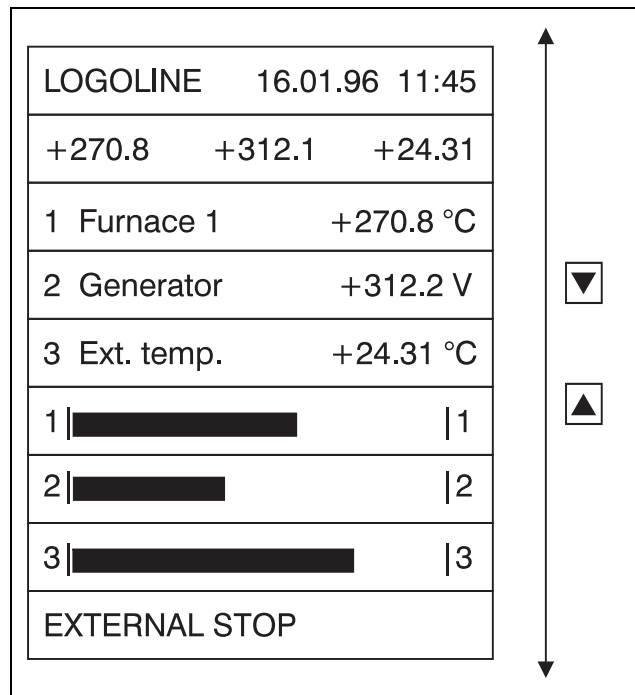 LOGOLINE 16.01.96 11:45
+270.8 +312.1 +24.31
1 Furnace 1 +270.8 °C
2 Generator +312.2 V
3 Ext. temp. +24.31 °C
1 1
2 2
3 3
EXTERNAL STOP